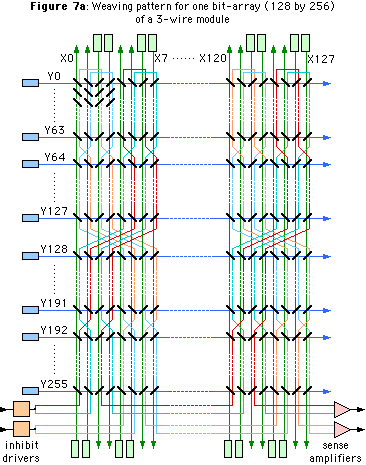 Figure 7a: Weaving pattern for one bit-array (128 by 256)
of a 3-wire module
X0 X7 ······ X120 X127
Y0
Y63
Y64
Y127
Y128
Y191
Y192
Y255
inhibit
drivers
sense
amplifiers